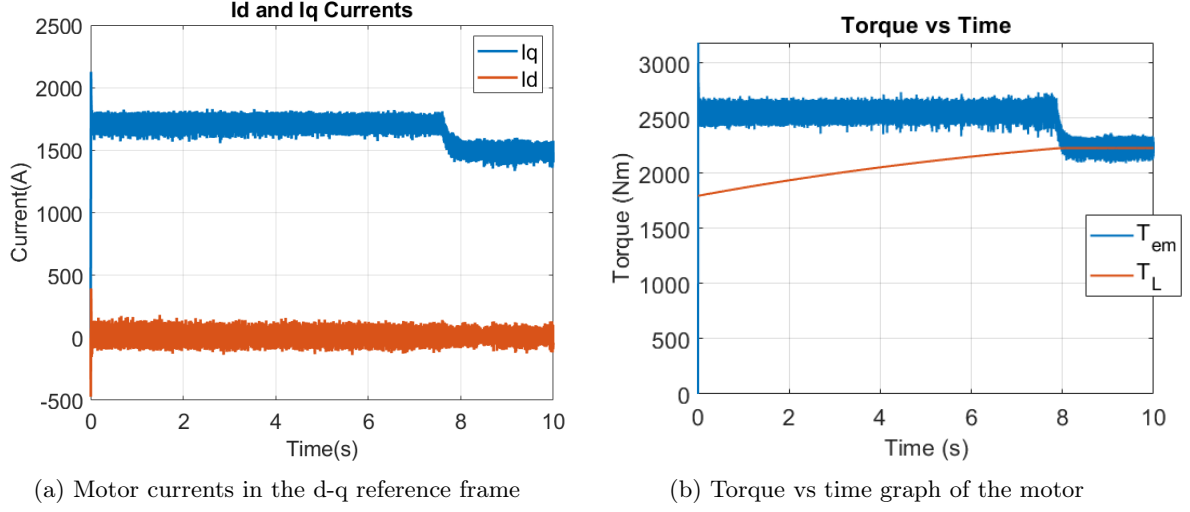 Id and Iq Currents
2500
2000
1500
1000
500
0
-500
Current(A)
Iq
Id
0 2 4 6 8 10
Time(s)
(a) Motor currents in the d-q reference frame
Torque vs Time
3000
2500
2000
1500
1000
500
0
Torque (Nm)
T_em
T_L
0 2 4 6 8 10
Time (s)
(b) Torque vs time graph of the motor